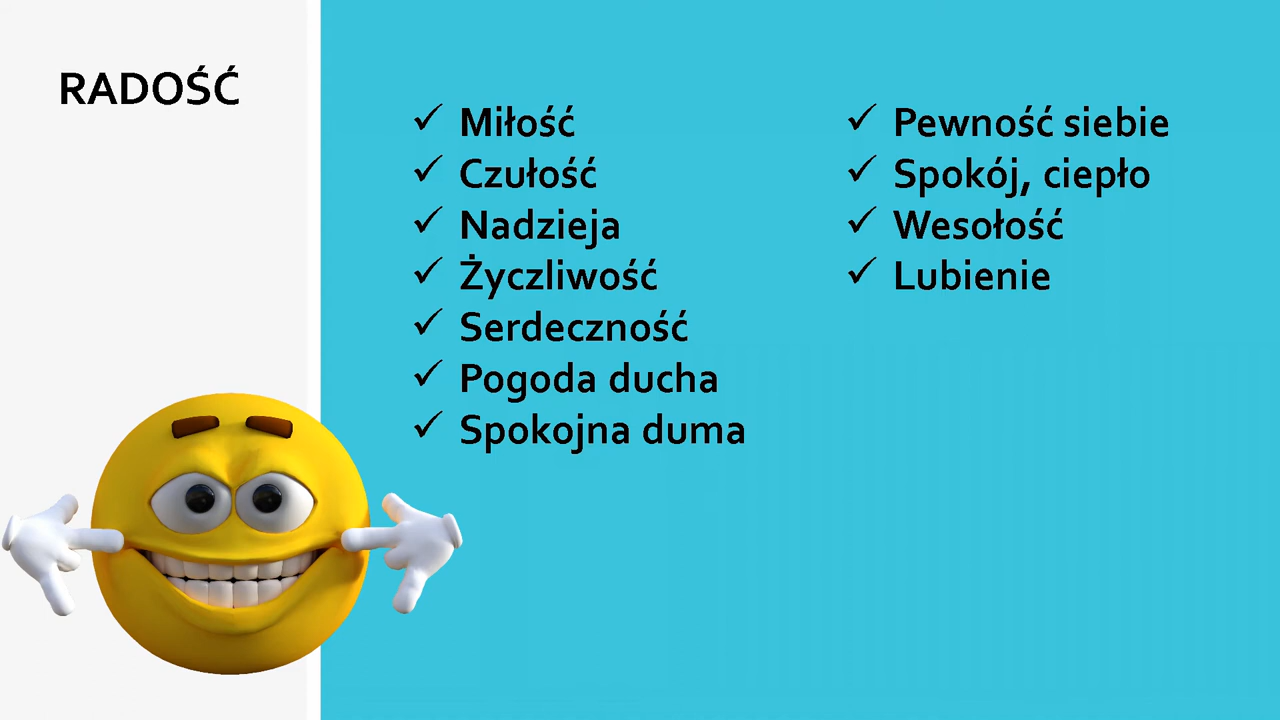 RADOŚĆ
Miłość
Czułość
Nadzieja
Życzliwość
Serdeczność
Pogoda ducha
Spokojna duma
Pewność siebie
Spokój, ciepło
Wesołość
Lubienie